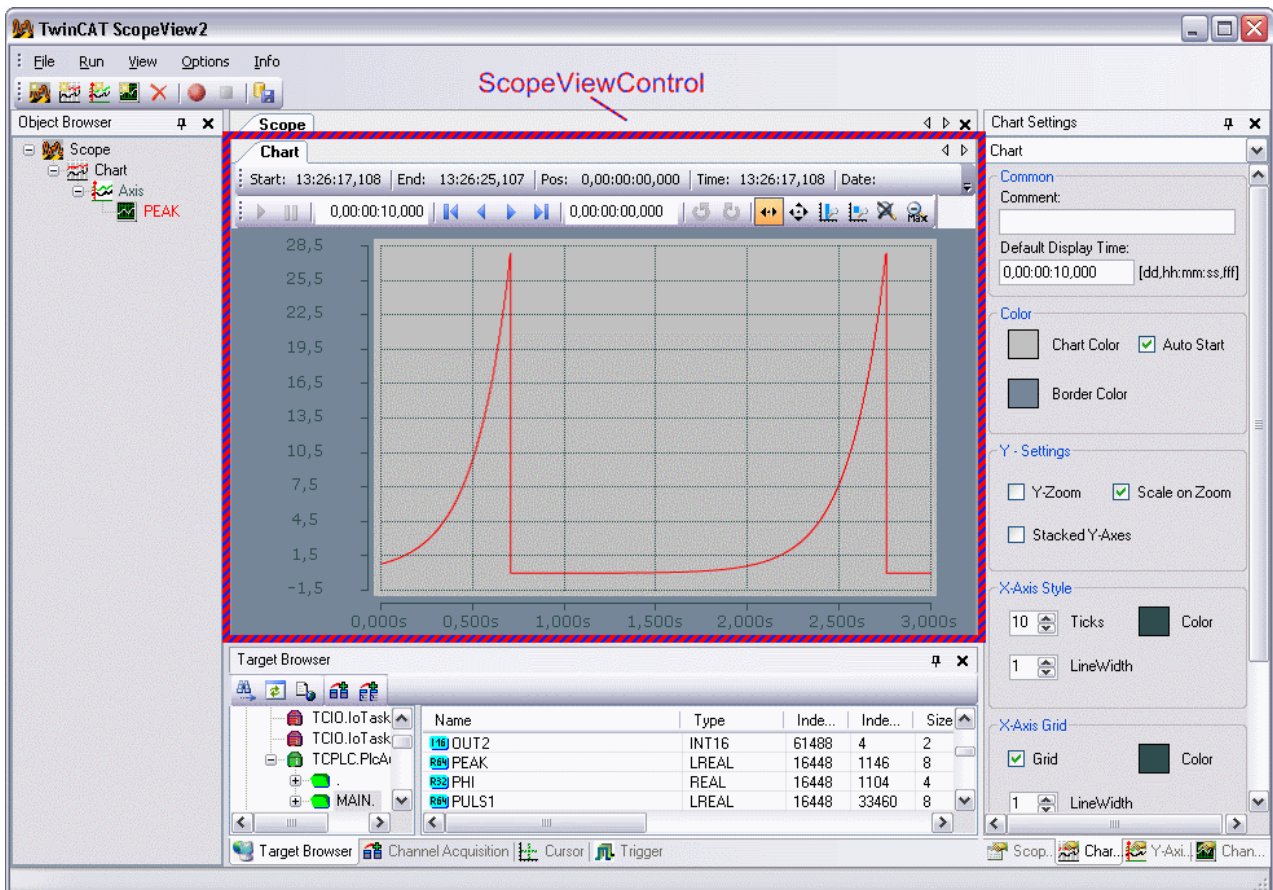 TwinCAT ScopeView2
File Run View Options Info
ScopeViewControl
Object Browser
Scope
Chart
Axis
PEAK
Scope
Chart
Start: 13:26:17,108 End: 13:26:25,107 Pos: 0,00:00:00,000 Time: 13:26:17,108 Date:
0,00:00:10,000 0,00:00:00,000 Max
28,5
25,5
22,5
19,5
16,5
13,5
10,5
7,5
4,5
1,5
-1,5
0,000s 0,500s 1,000s 1,500s 2,000s 2,500s 3,000s
Target Browser
TCIO.IoTask
TCIO.IoTask
TCPLC.PlcAu
.
MAIN.
Name Type Inde... Inde... Size
I16 OUT2 INT16 61488 4 2
R64 PEAK LREAL 16448 1146 8
R32 PHI REAL 16448 1104 4
R64 PULS1 LREAL 16448 33460 8
Target Browser Channel Acquisition Cursor Trigger
Chart Settings
Chart
Common
Comment:
Default Display Time:
0,00:00:10,000 [dd,hh:mm:ss,fff]
Color
Chart Color Auto Start
Border Color
Y - Settings
Y-Zoom Scale on Zoom
Stacked Y-Axes
X-Axis Style
10 Ticks Color
1 LineWidth
X-Axis Grid
Grid Color
1 LineWidth
Scop... Char... Y-Axi... Chan...